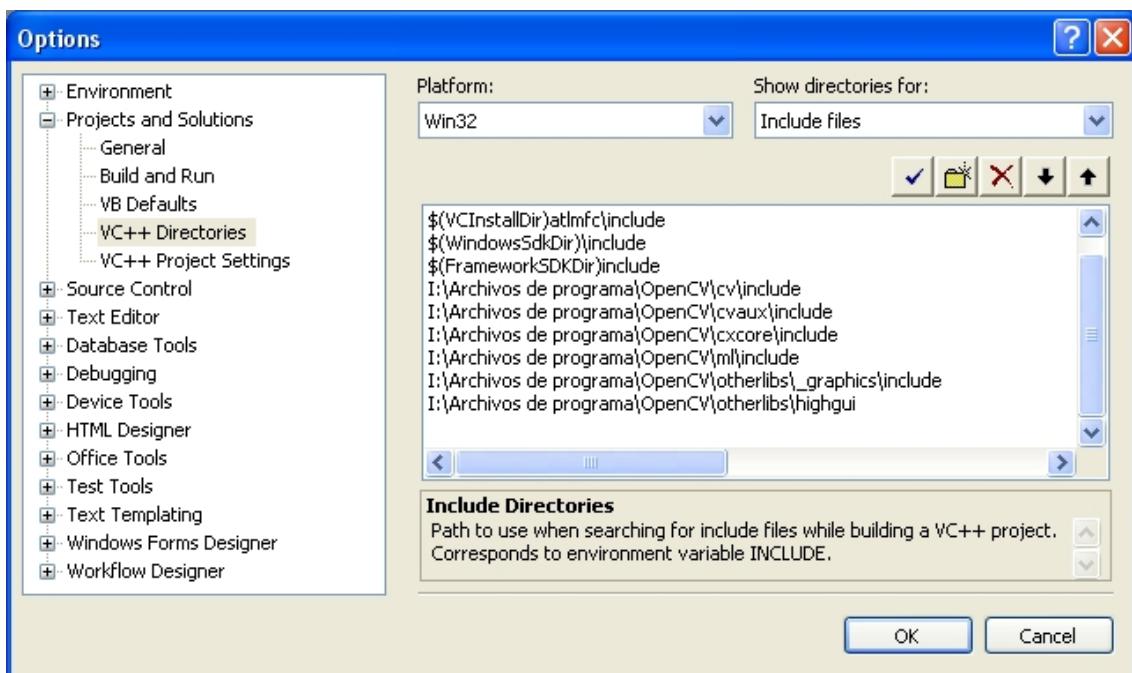 Options
Environment
Projects and Solutions
General
Build and Run
VB Defaults
VC++ Directories
VC++ Project Settings
Source Control
Text Editor
Database Tools
Debugging
Device Tools
HTML Designer
Office Tools
Test Tools
Text Templating
Windows Forms Designer
Workflow Designer
Platform:
Win32
Show directories for:
Include files
$(VCInstallDir)atlmfc\include
$(WindowsSdkDir)\include
$(FrameworkSDKDir)include
I:\Archivos de programa\OpenCV\cv\include
I:\Archivos de programa\OpenCV\cvaux\include
I:\Archivos de programa\OpenCV\cxcore\include
I:\Archivos de programa\OpenCV\ml\include
I:\Archivos de programa\OpenCV\otherlibs\_graphics\include
I:\Archivos de programa\OpenCV\otherlibs\highgui
Include Directories
Path to use when searching for include files while building a VC++ project.
Corresponds to environment variable INCLUDE.
OK
Cancel